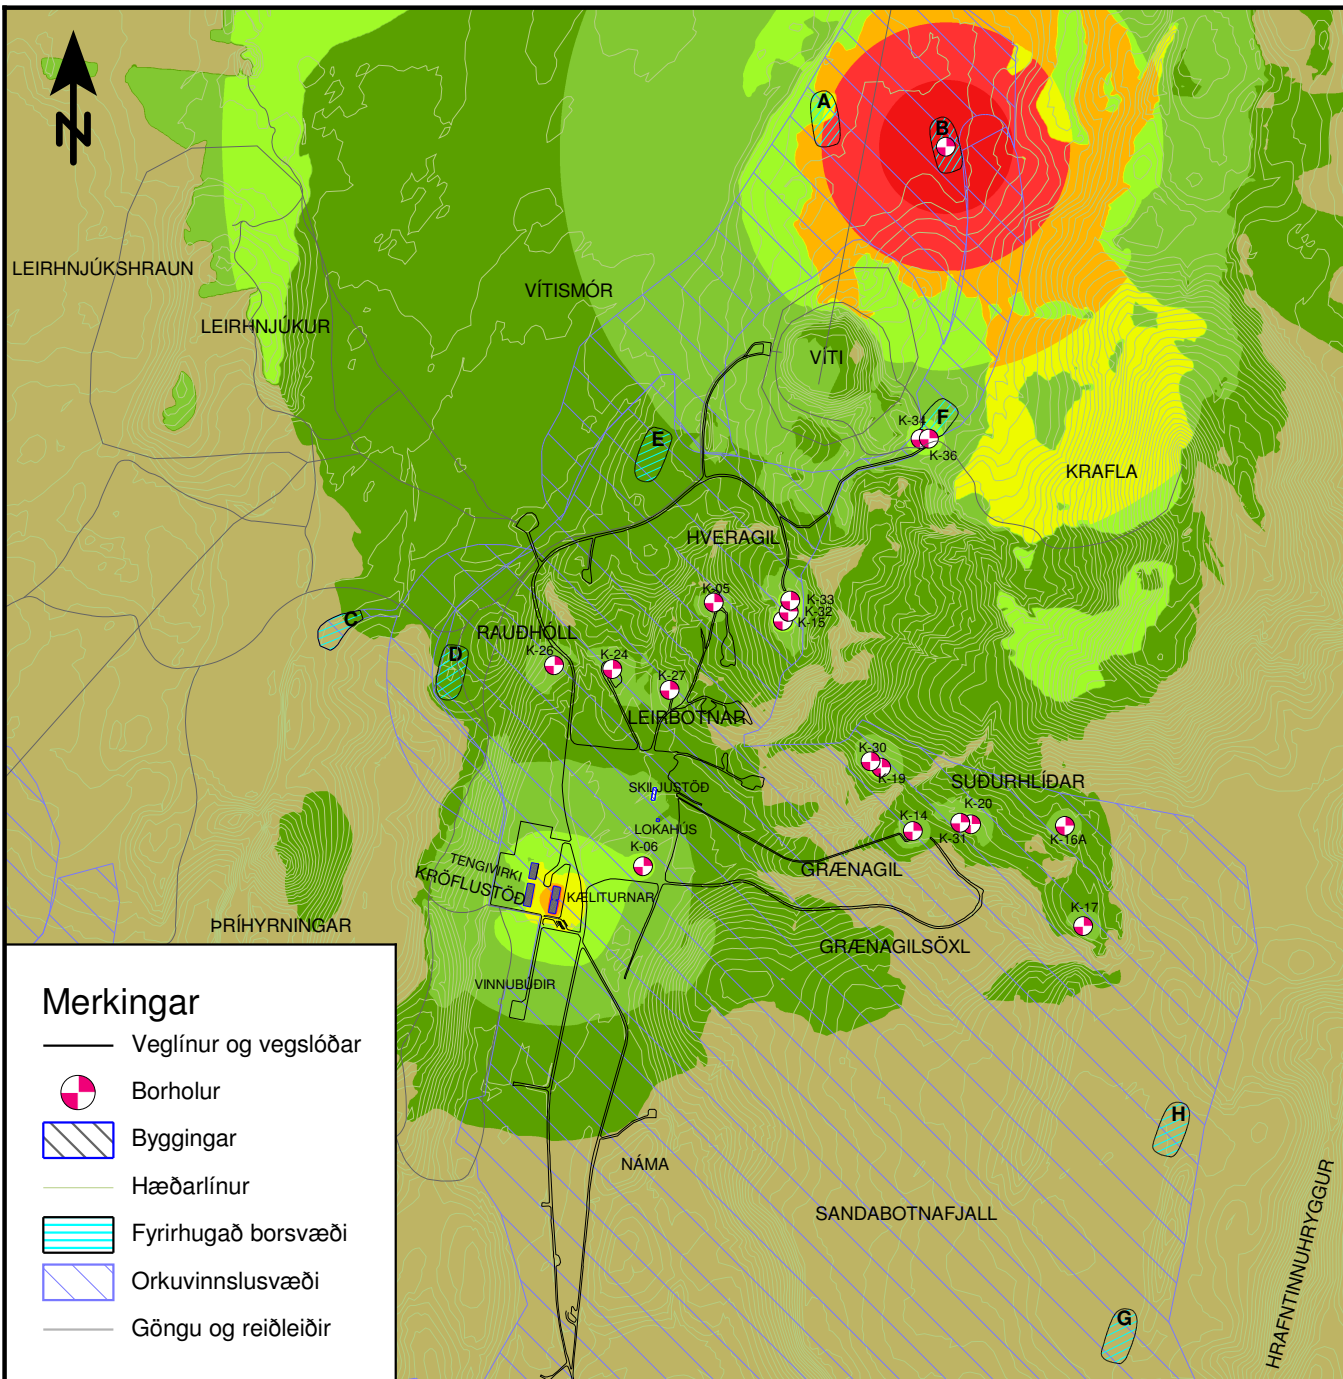 N
A
B
LEIRHNJÚKSHRAUN
VÍTISMÓR
LEIRHNJÚKUR
VÍTI
K-34
F
K-36
E
KRAFLA
HVERAGIL
K-05
K-33
K-32
K-15
C
RAUÐHÓLL
D
K-26
K-24
K-27
LEIRBOTNAR
K-30
K-19
SUÐURHLÍÐAR
SKILJUSTÖÐ
K-20
K-14
LOKAHÚS
K-31
K-16A
K-06
TENGIVIRKI
KRÖFLUSTÖÐ
GRÆNAGIL
KÆLITURNAR
K-17
ÞRÍHYRNINGAR
GRÆNAGILSÖXL
VINNUBÚÐIR
Merkingar
Veglínur og vegslóðar
Borholur
Byggingar
Hæðarlínur
Fyrirhugað borsvæði
Orkuvinnslusvæði
Göngu og reiðleiðir
H
NÁMA
SANDABOTNAFJALL
HRAFNTINNUHRYGGUR
G